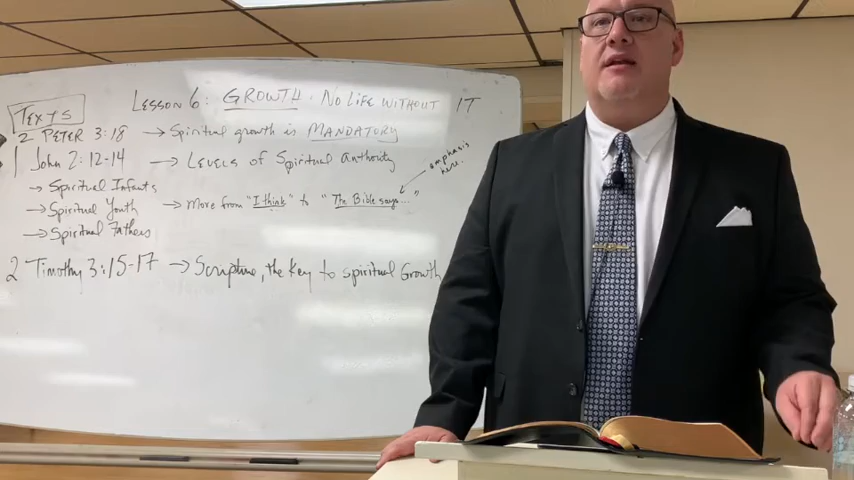 LESSON 6: GROWTH - NO LIFE WITHOUT IT
TEXTS
2 PETER 3:18 → Spiritual growth is MANDATORY
1 John 2:12-14 → LEVELS OF Spiritual Authority
emphasis here.
→ Spiritual Infants
→ Spiritual Youth → More from "I think" to "The Bible says..."
→ Spiritual Fathers
2 Timothy 3:15-17 → Scripture, the Key to spiritual Growth